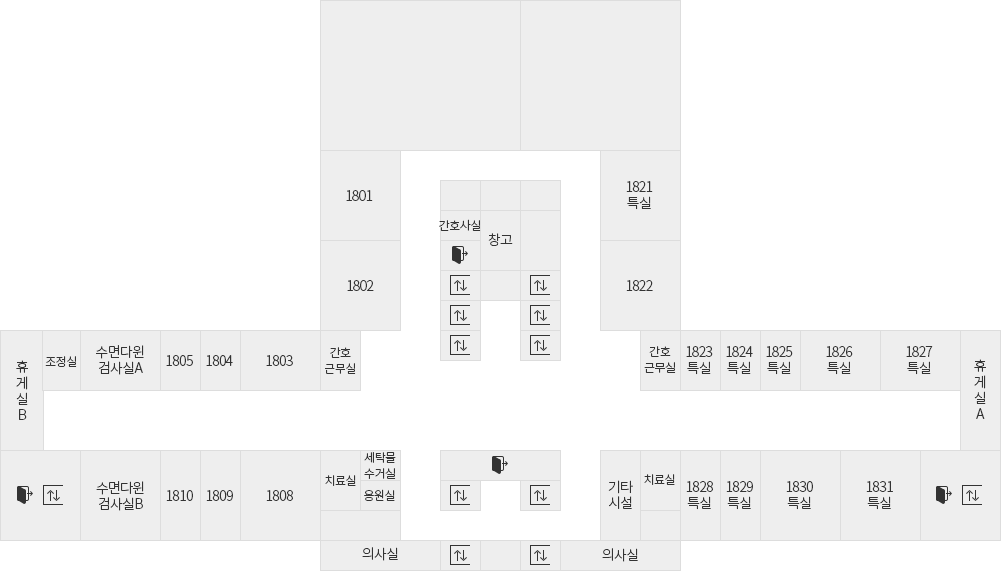 1801
1821
특실
간호사실
창고
1802
1822
휴
게
실
B
조정실
수면다원
검사실A
1805
1804
1803
간호
근무실
간호
근무실
1823
특실
1824
특실
1825
특실
1826
특실
1827
특실
휴
게
실
A
수면다원
검사실B
1810
1809
1808
치료실
세탁물
수거실
응원실
기타
시설
치료실
1828
특실
1829
특실
1830
특실
1831
특실
의사실
의사실